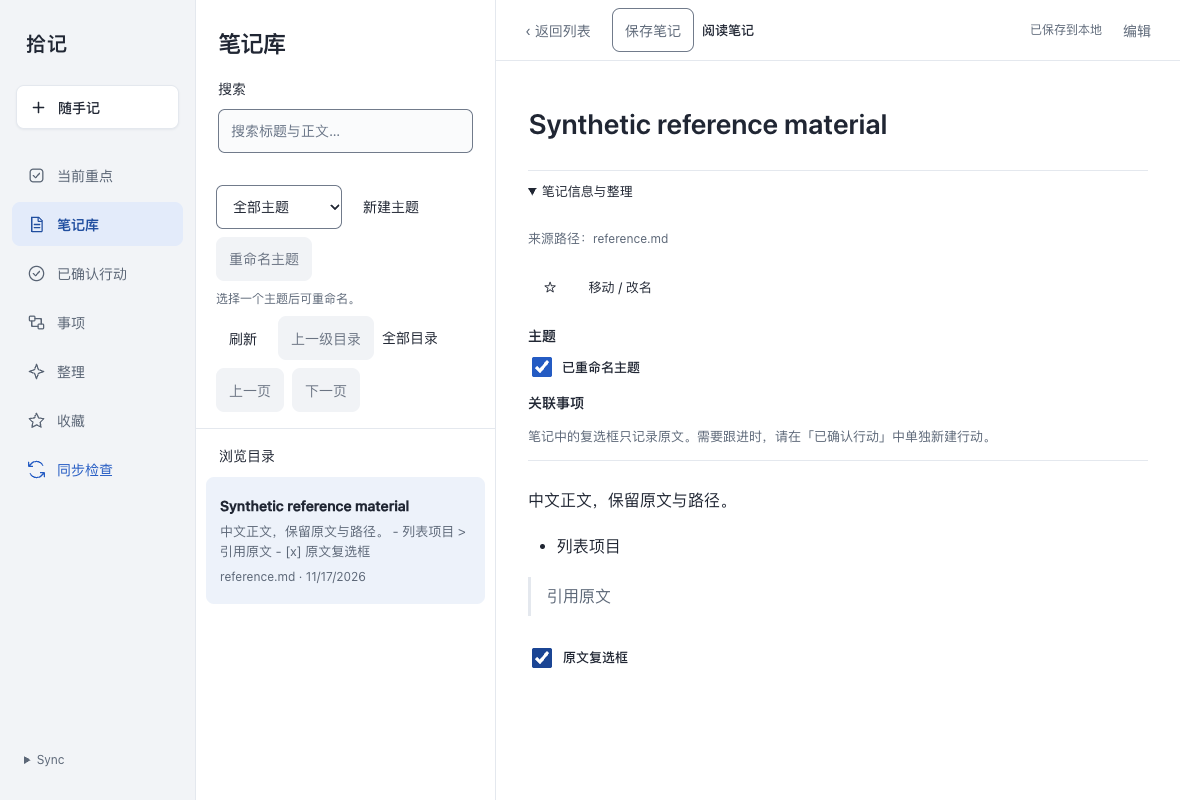 拾记
随手记
当前重点
笔记库
已确认行动
事项
整理
收藏
同步检查
Sync
笔记库
搜索
搜索标题与正文...
全部主题
新建主题
重命名主题
选择一个主题后可重命名。
刷新
上一级目录
全部目录
上一页
下一页
浏览目录
Synthetic reference material
中文正文，保留原文与路径。 - 列表项目 >
引用原文 - [x] 原文复选框
reference.md · 11/17/2026
‹ 返回列表
保存笔记
阅读笔记
已保存到本地
编辑
Synthetic reference material
笔记信息与整理
来源路径：reference.md
移动 / 改名
主题
已重命名主题
关联事项
笔记中的复选框只记录原文。需要跟进时，请在「已确认行动」中单独新建行动。
中文正文，保留原文与路径。
列表项目
引用原文
原文复选框